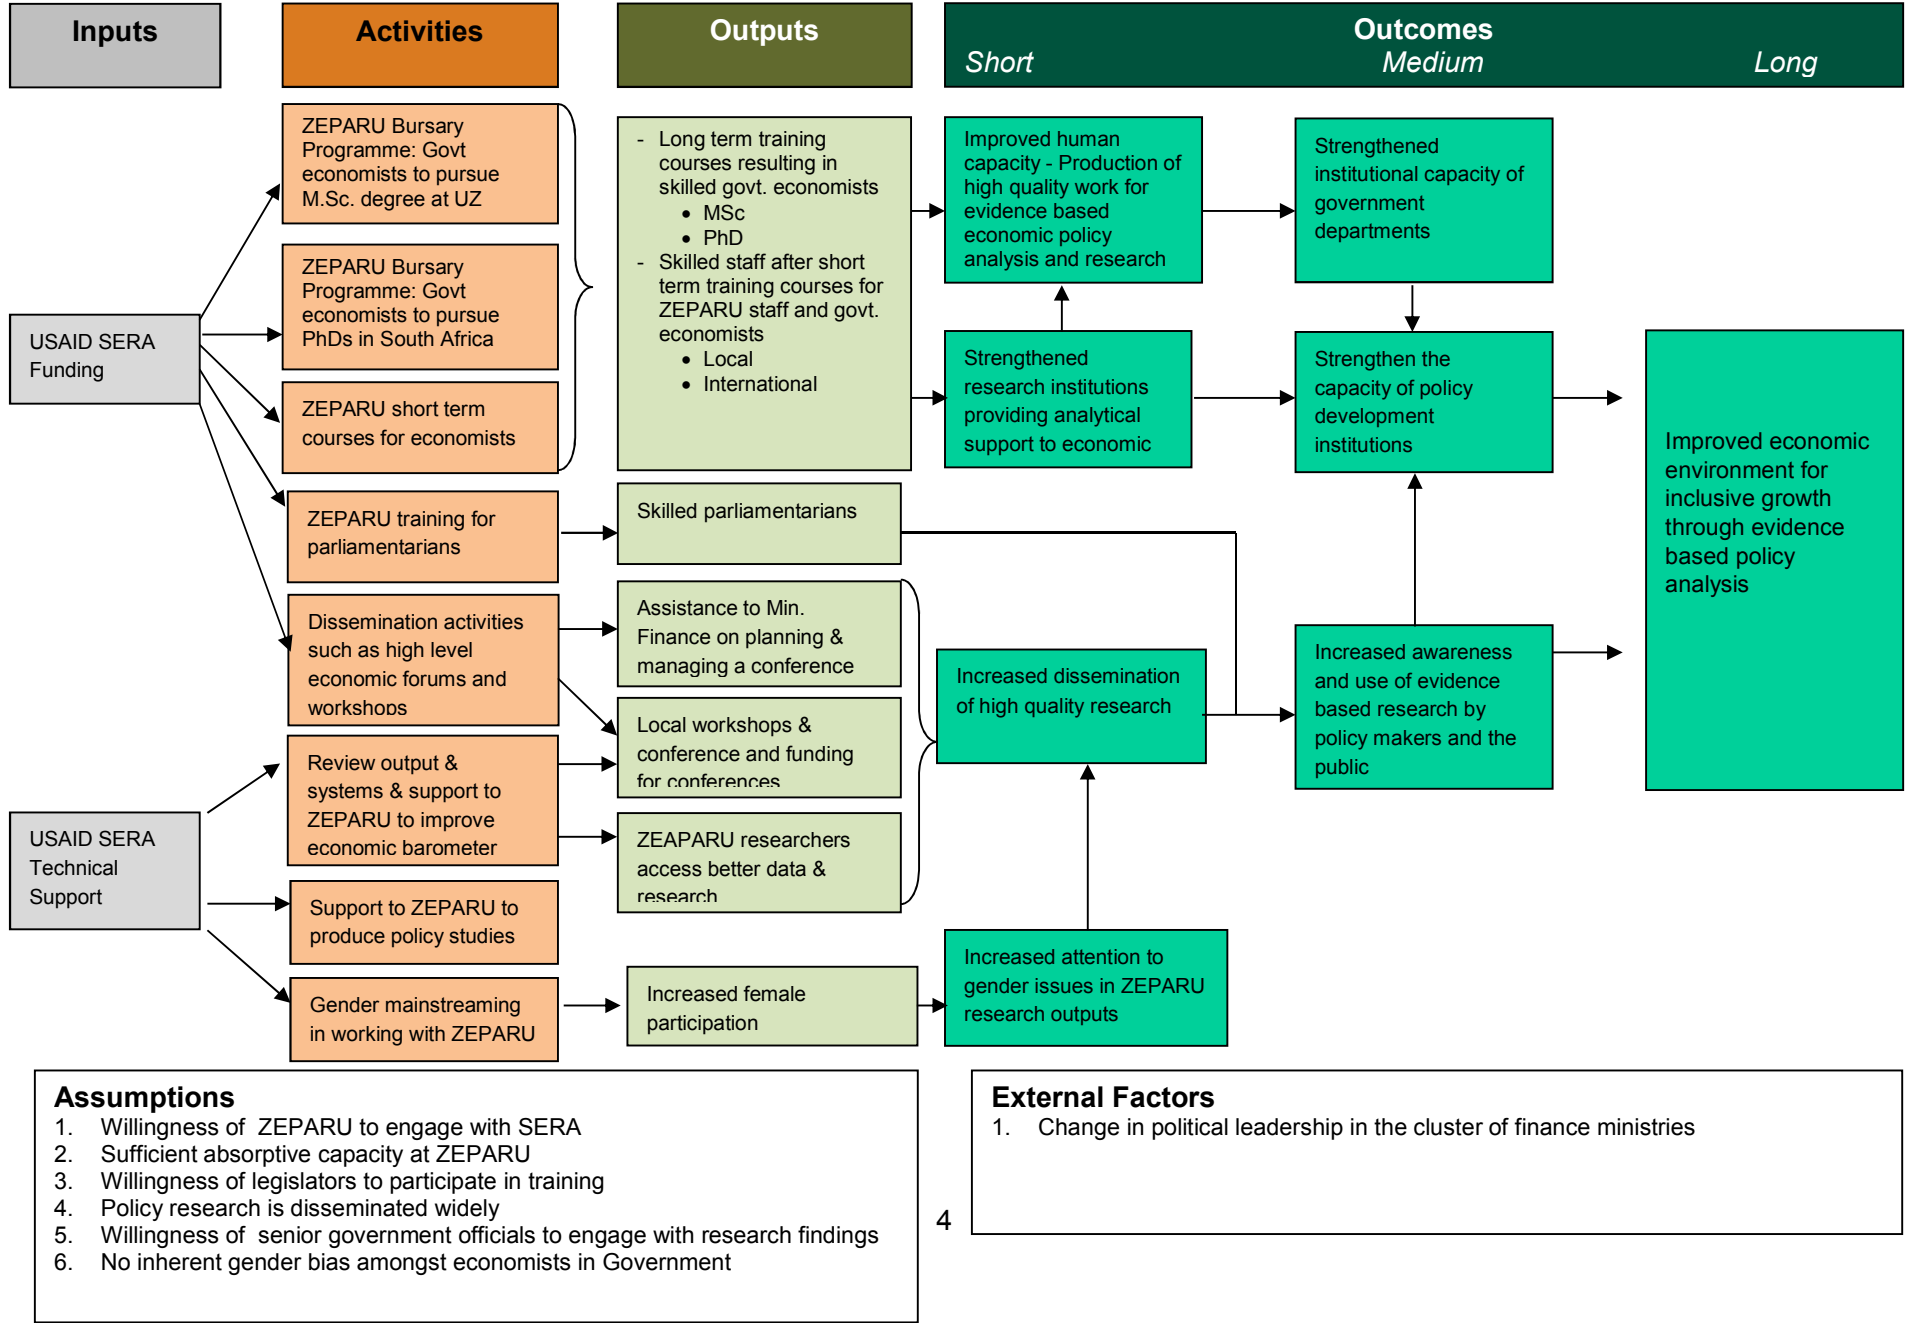 Inputs
Activities
Outputs
Outcomes
Short Medium Long
USAID SERA
Funding
USAID SERA
Technical
Support
ZEPARU Bursary
Programme: Govt
economists to pursue
M.Sc. degree at UZ
ZEPARU Bursary
Programme: Govt
economists to pursue
PhDs in South Africa
ZEPARU short term
courses for economists
ZEPARU training for
parliamentarians
Dissemination activities
such as high level
economic forums and
workshops
Review output &
systems & support to
ZEPARU to improve
economic barometer
Support to ZEPARU to
produce policy studies
Gender mainstreaming
in working with ZEPARU
- Long term training
courses resulting in
skilled govt. economists
• MSc
• PhD
- Skilled staff after short
term training courses for
ZEPARU staff and govt.
economists
• Local
• International
Skilled parliamentarians
Assistance to Min.
Finance on planning &
managing a conference
Local workshops &
conference and funding
for conferences
ZEAPARU researchers
access better data &
research
Increased female
participation
Improved human
capacity - Production of
high quality work for
evidence based
economic policy
analysis and research
Strengthened
research institutions
providing analytical
support to economic
Increased dissemination
of high quality research
Increased attention to
gender issues in ZEPARU
research outputs
Strengthened
institutional capacity of
government
departments
Strengthen the
capacity of policy
development
institutions
Increased awareness
and use of evidence
based research by
policy makers and the
public
Improved economic
environment for
inclusive growth
through evidence
based policy
analysis
Assumptions
1. Willingness of ZEPARU to engage with SERA
2. Sufficient absorptive capacity at ZEPARU
3. Willingness of legislators to participate in training
4. Policy research is disseminated widely
5. Willingness of senior government officials to engage with research findings
6. No inherent gender bias amongst economists in Government
4
External Factors
1. Change in political leadership in the cluster of finance ministries